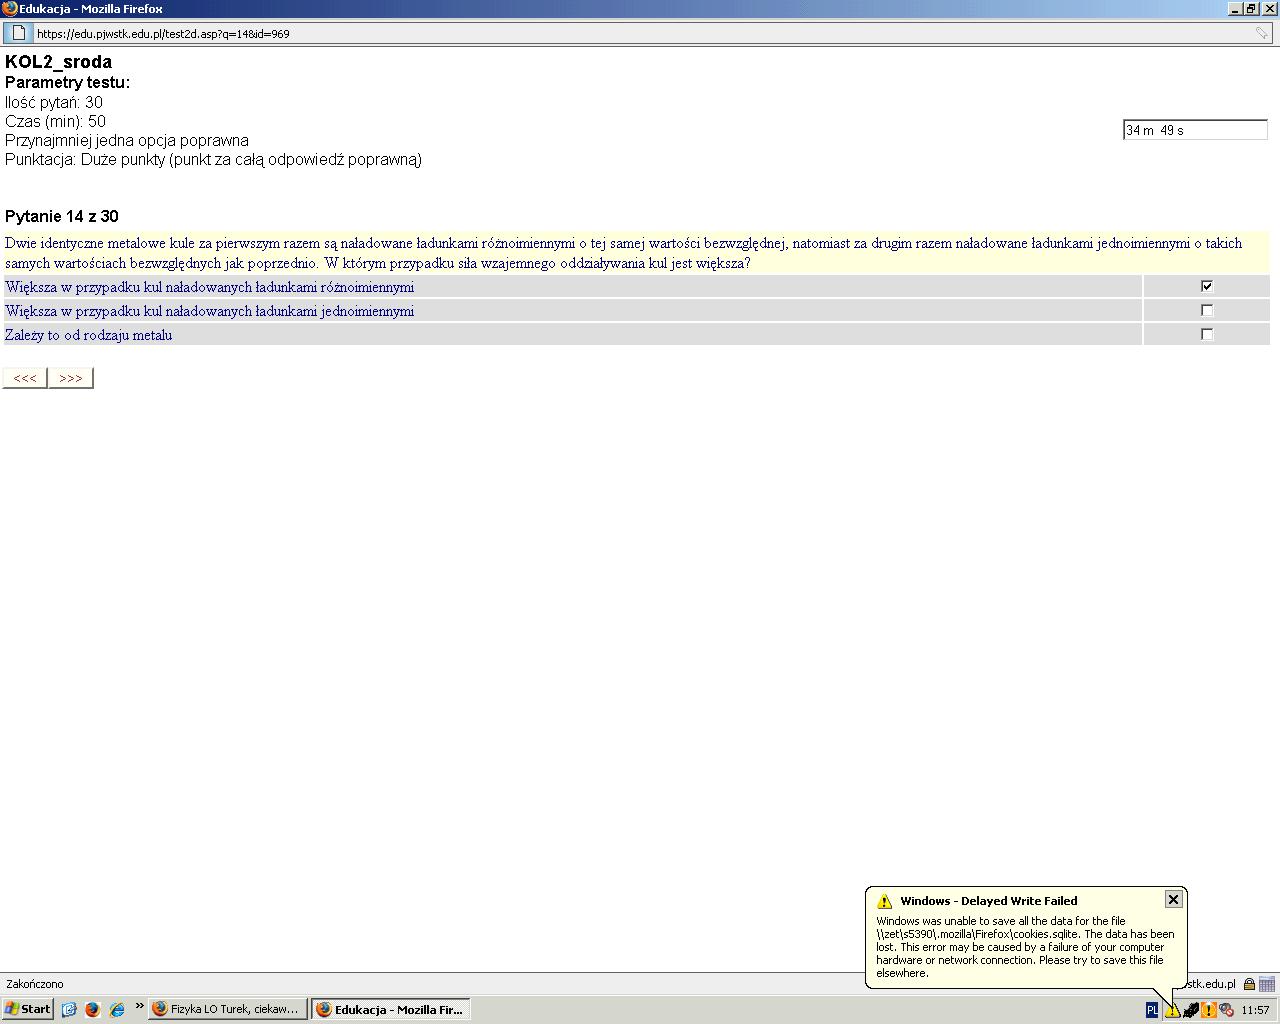 Edukacja - Mozilla Firefox
https://edu.pjwstk.edu.pl/test2d.asp?q=14&id=969
KOL2_sroda
Parametry testu:
Ilość pytań: 30
Czas (min): 50
Przynajmniej jedna opcja poprawna
Punktacja: Duże punkty (punkt za całą odpowiedź poprawną)
34 m 49 s
Pytanie 14 z 30
Dwie identyczne metalowe kule za pierwszym razem są naładowane ładunkami różnoimiennymi o tej samej wartości bezwzględnej, natomiast za drugim razem naładowane ładunkami jednoimiennymi o takich
samych wartościach bezwzględnych jak poprzednio. W którym przypadku siła wzajemnego oddziaływania kul jest większa?
Większa w przypadku kul naładowanych ładunkami różnoimiennymi
Większa w przypadku kul naładowanych ładunkami jednoimiennymi
Zależy to od rodzaju metalu
<<< >>>
Windows - Delayed Write Failed
Windows was unable to save all the data for the file
\\zet\s5390\.mozilla\Firefox\cookies.sqlite. The data has been
lost. This error may be caused by a failure of your computer
hardware or network connection. Please try to save this file
elsewhere.
Zakończono
wstk.edu.pl
Start
»
Fizyka LO Turek, ciekaw...
Edukacja - Mozilla Fir...
PL
11:57